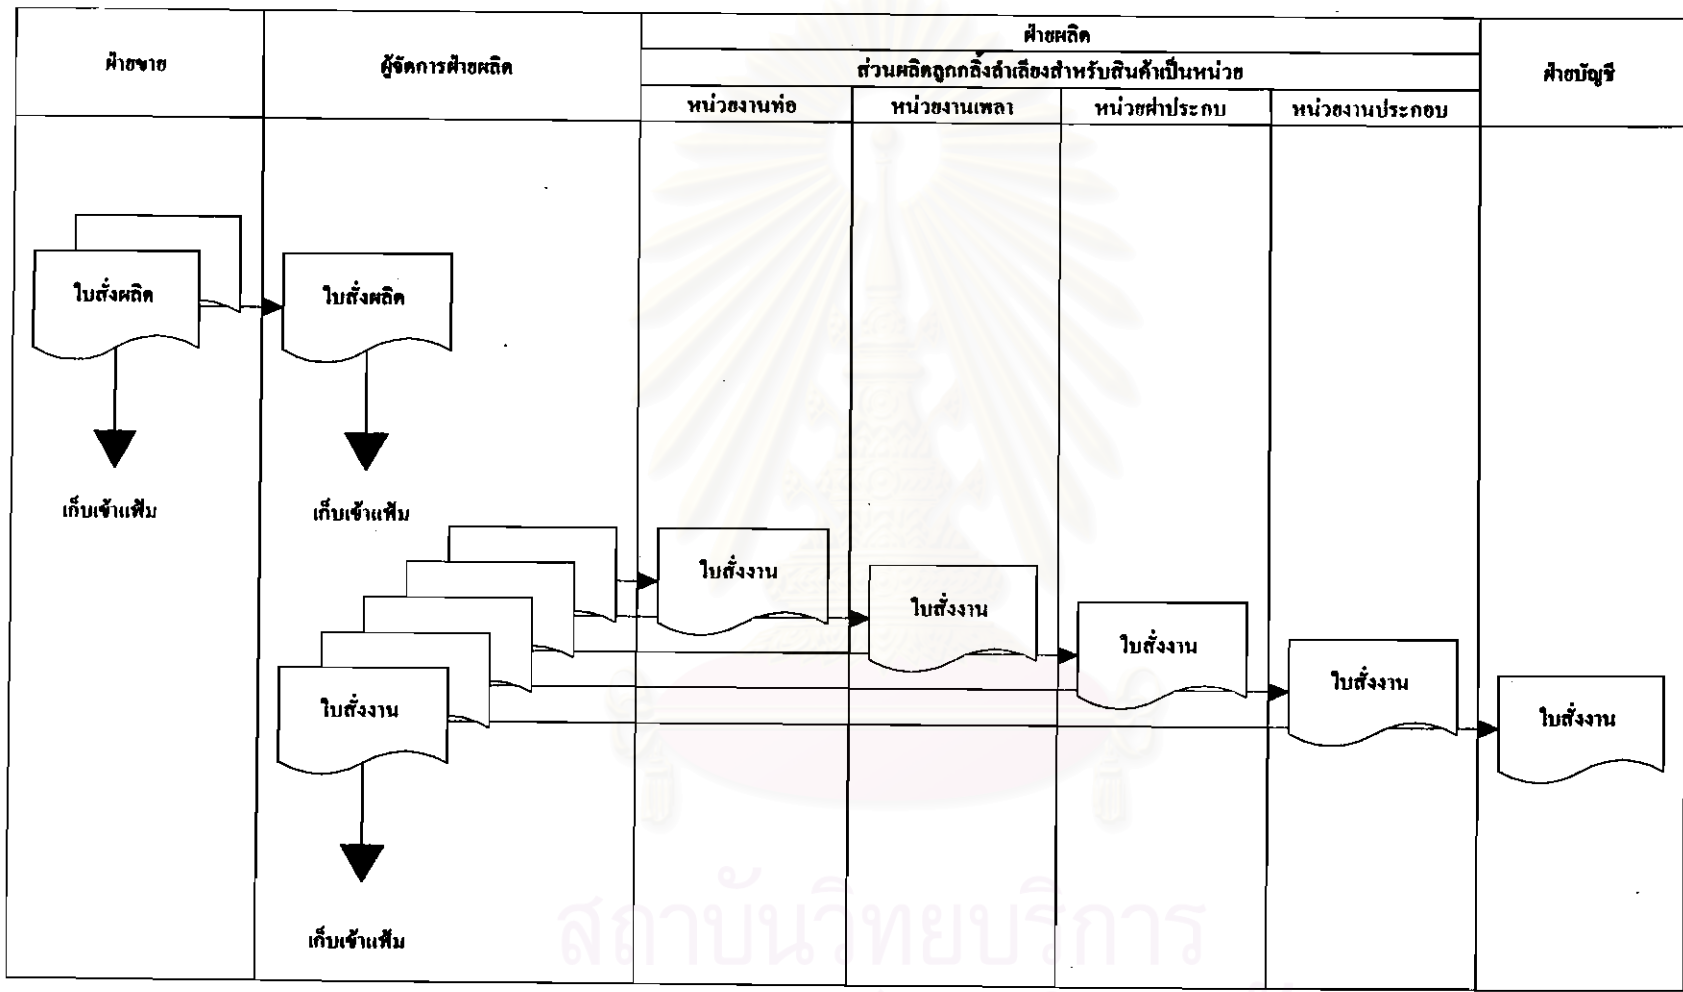 ฝ่ายขาย
ผู้จัดการฝ่ายผลิต
ฝ่ายผลิต
ส่วนผลิตลูกกลิ้งลำเลียงสำหรับสินค้าเป็นหน่วย
ฝ่ายบัญชี
หน่วยงานท่อ
หน่วยงานเพลา
หน่วยฝาประกบ
หน่วยงานประกอบ
ใบสั่งผลิต
ใบสั่งผลิต
เก็บเข้าแฟ้ม
เก็บเข้าแฟ้ม
ใบสั่งงาน
ใบสั่งงาน
ใบสั่งงาน
ใบสั่งงาน
ใบสั่งงาน
ใบสั่งงาน
เก็บเข้าแฟ้ม
สถาบันวิทยบริการ